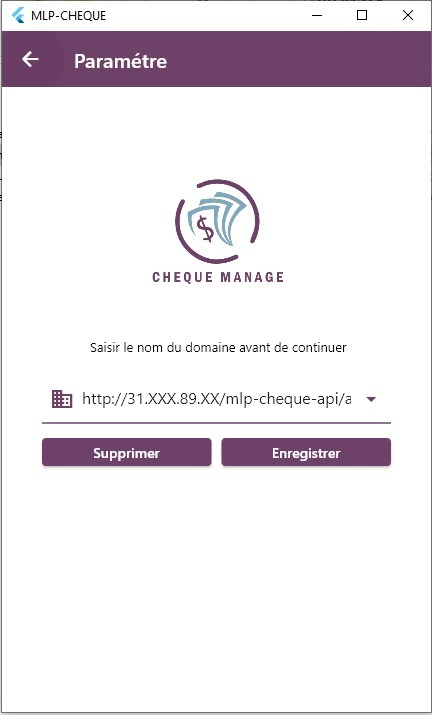 MLP-CHEQUE
Paramétre
$
CHEQUE MANAGE
Saisir le nom du domaine avant de continuer
http://31.XXX.89.XX/mlp-cheque-api/a
Supprimer
Enregistrer